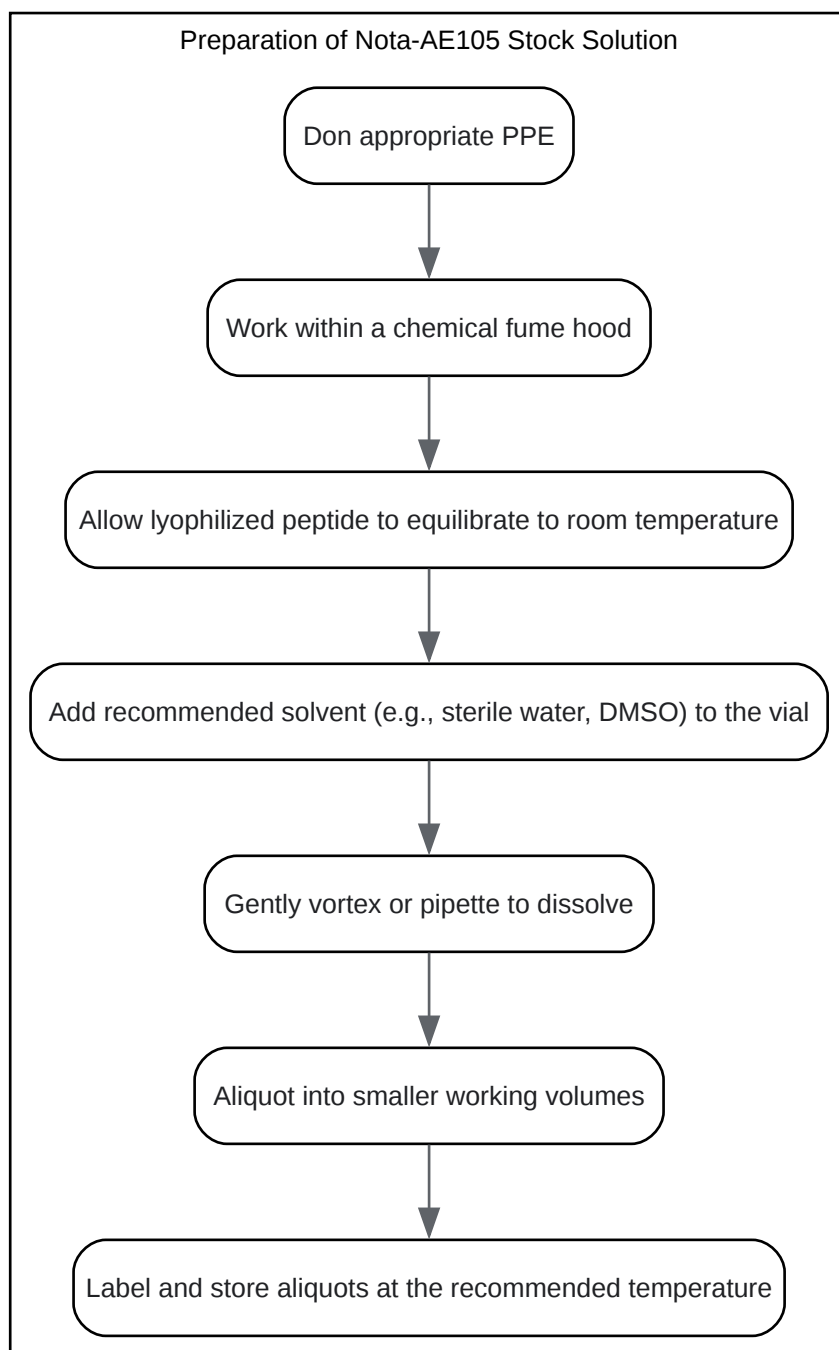 Preparation of Nota-AE105 Stock Solution
Don appropriate PPE
Work within a chemical fume hood
Allow lyophilized peptide to equilibrate to room temperature
Add recommended solvent (e.g., sterile water, DMSO) to the vial
Gently vortex or pipette to dissolve
Aliquot into smaller working volumes
Label and store aliquots at the recommended temperature